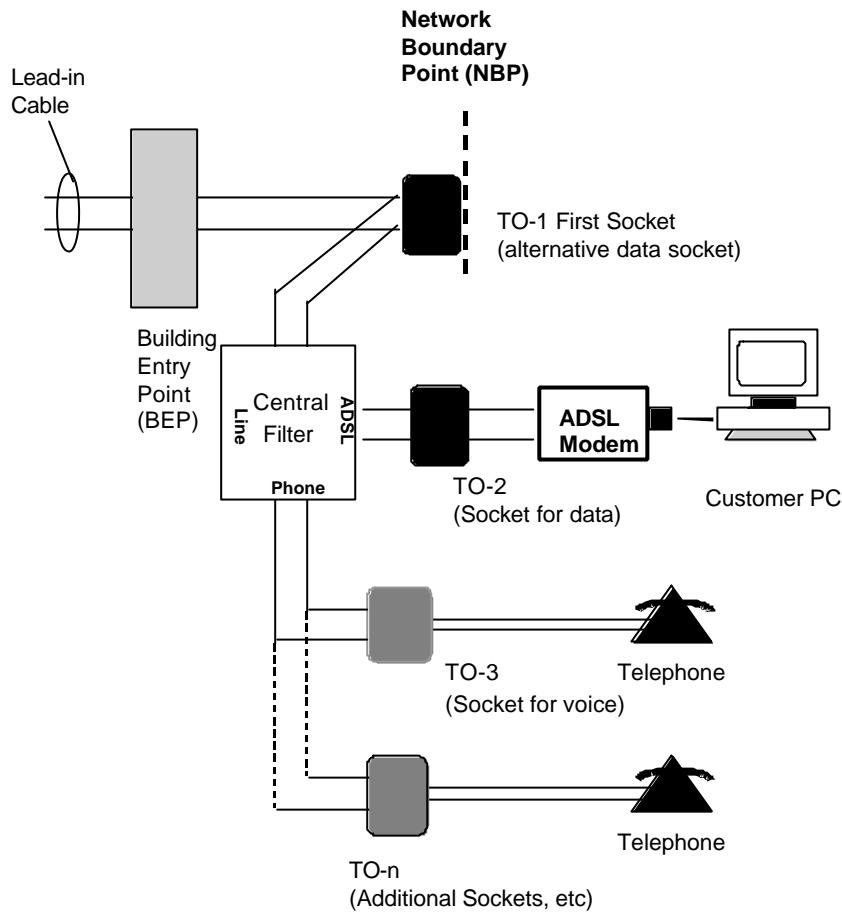 Network
Boundary
Point (NBP)
Lead-in
Cable
TO-1 First Socket
(alternative data socket)
Building
Entry
Point
(BEP)
Line
Central
Filter
ADSL
Phone
ADSL
Modem
TO-2
(Socket for data)
Customer PC
TO-3
(Socket for voice)
Telephone
Telephone
TO-n
(Additional Sockets, etc)